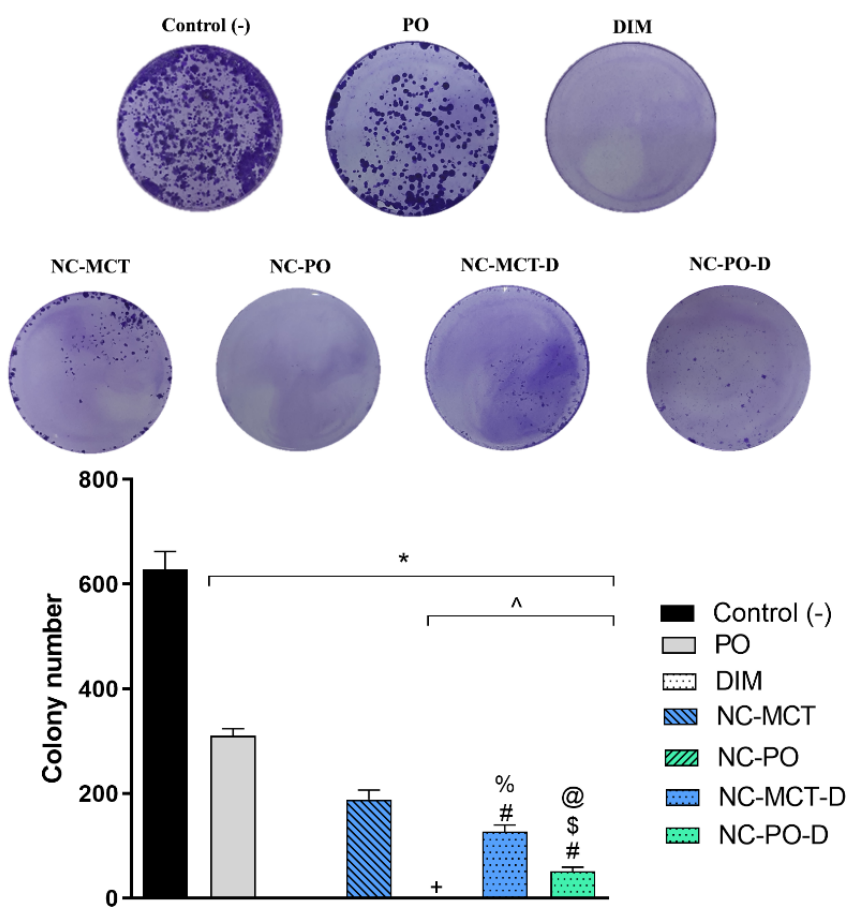 Control (-) PO DIM
NC-MCT NC-PO NC-MCT-D NC-PO-D
Colony number
800
600
400
200
0
*
^
+
%
#
@
$
#
Control (-)
PO
DIM
NC-MCT
NC-PO
NC-MCT-D
NC-PO-D